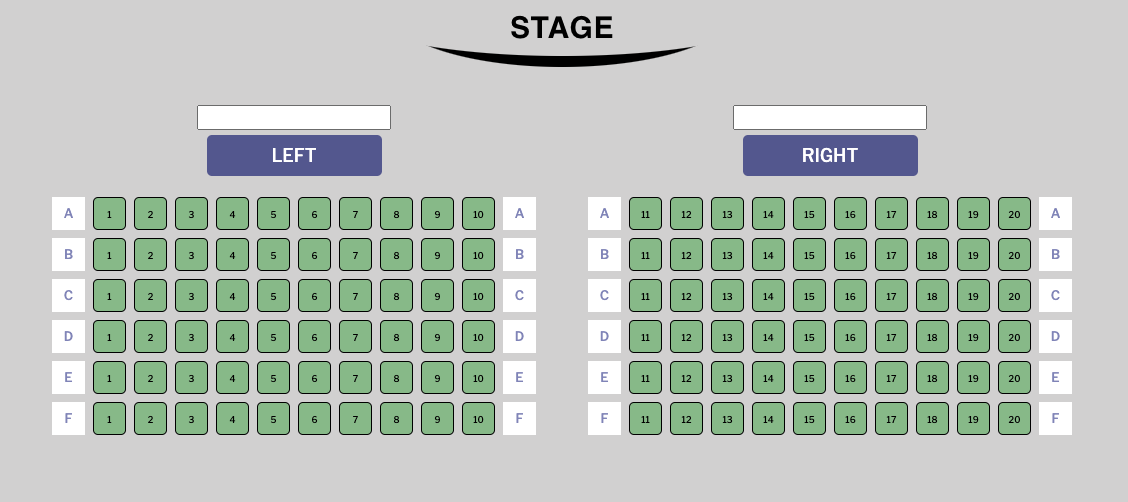 STAGE
LEFT RIGHT
A 1 2 3 4 5 6 7 8 9 10 A A 11 12 13 14 15 16 17 18 19 20 A
B 1 2 3 4 5 6 7 8 9 10 B B 11 12 13 14 15 16 17 18 19 20 B
C 1 2 3 4 5 6 7 8 9 10 C C 11 12 13 14 15 16 17 18 19 20 C
D 1 2 3 4 5 6 7 8 9 10 D D 11 12 13 14 15 16 17 18 19 20 D
E 1 2 3 4 5 6 7 8 9 10 E E 11 12 13 14 15 16 17 18 19 20 E
F 1 2 3 4 5 6 7 8 9 10 F F 11 12 13 14 15 16 17 18 19 20 F